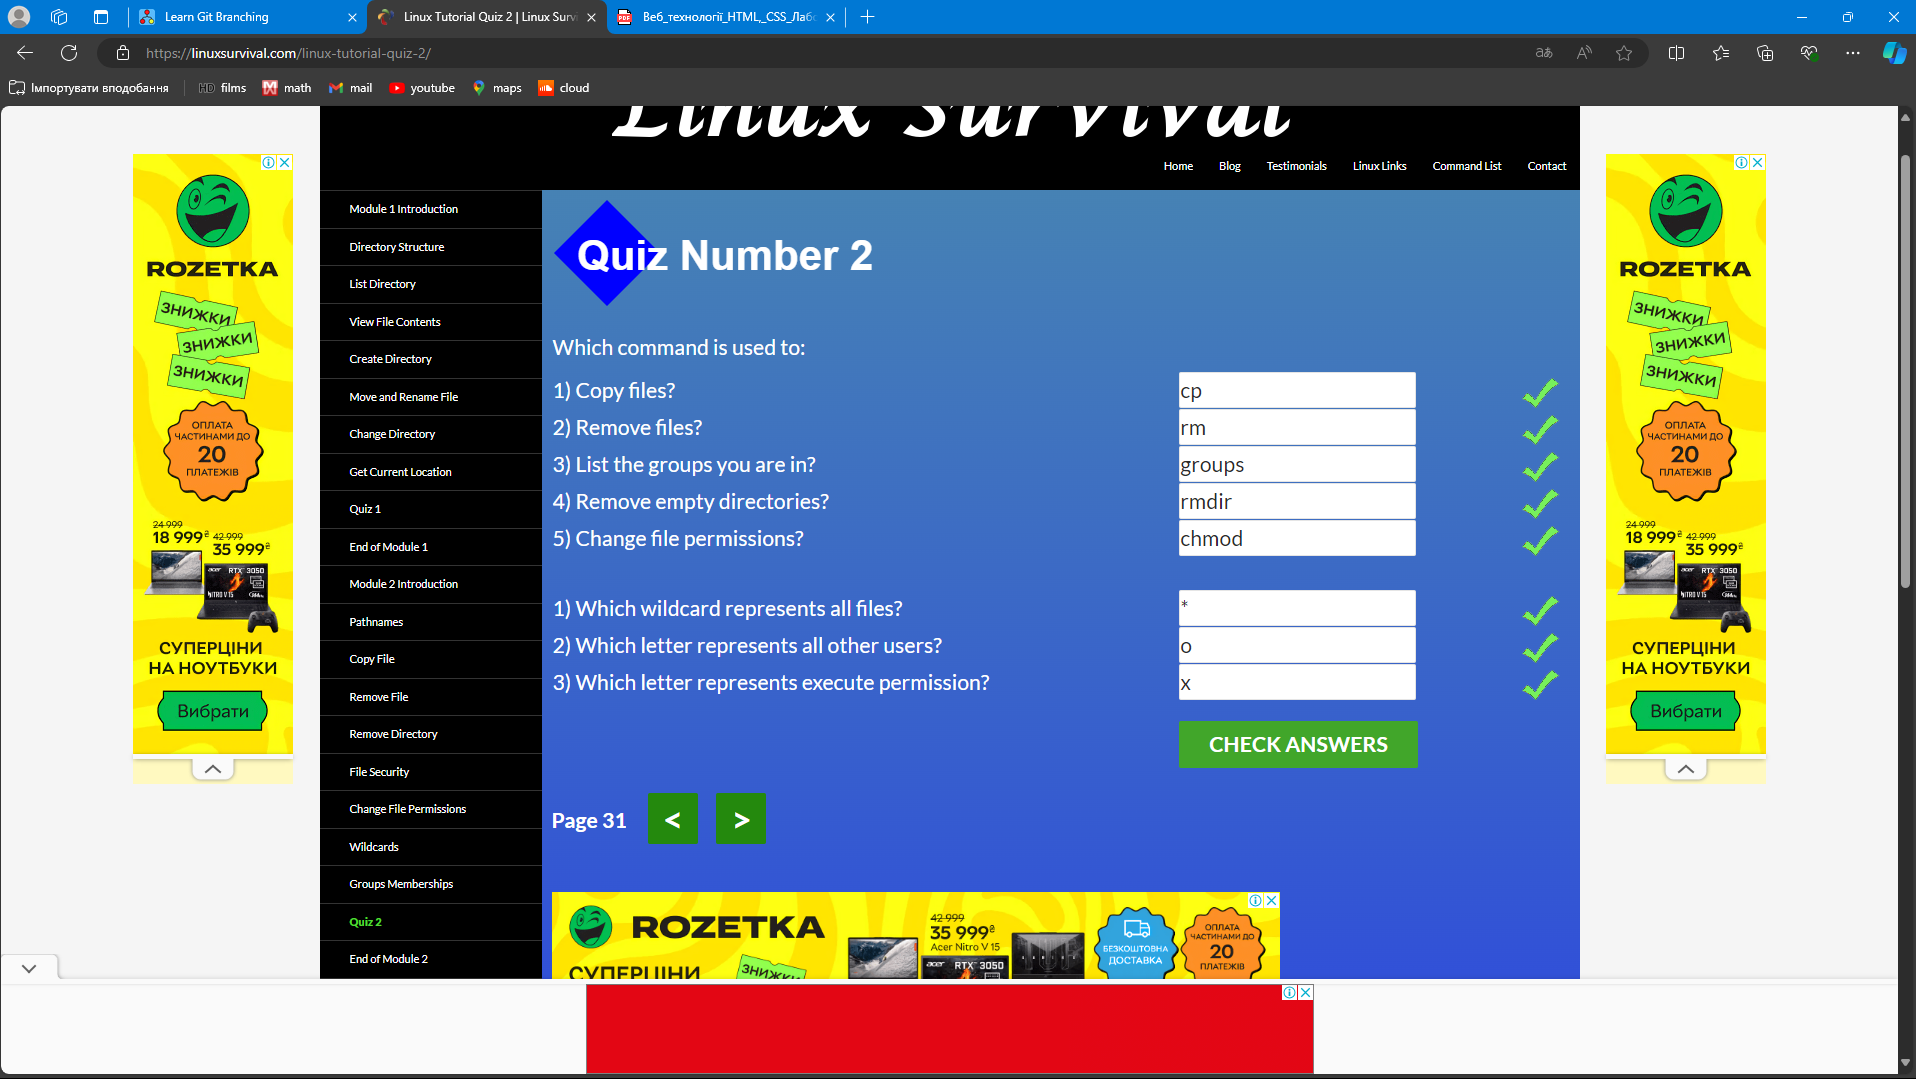 Learn Git Branching
Linux Tutorial Quiz 2 | Linux Survi
Веб_технології_HTML,_CSS_Лабо
https://linuxsurvival.com/linux-tutorial-quiz-2/
Імпортувати вподобання
HD films
math
mail
youtube
maps
cloud
Linux Survival
Home
Blog
Testimonials
Linux Links
Command List
Contact
Module 1 Introduction
Directory Structure
List Directory
View File Contents
Create Directory
Move and Rename File
Change Directory
Get Current Location
Quiz 1
End of Module 1
Module 2 Introduction
Pathnames
Copy File
Remove File
Remove Directory
File Security
Change File Permissions
Wildcards
Groups Memberships
Quiz 2
End of Module 2
Quiz Number 2
Which command is used to:
1) Copy files? cp
2) Remove files? rm
3) List the groups you are in? groups
4) Remove empty directories? rmdir
5) Change file permissions? chmod
1) Which wildcard represents all files? *
2) Which letter represents all other users? o
3) Which letter represents execute permission? x
CHECK ANSWERS
Page 31 < >
ROZETKA
ЗНИЖКИ
ЗНИЖКИ
ЗНИЖКИ
ОПЛАТА
ЧАСТИНАМИ ДО
20
ПЛАТЕЖІВ
24 999
18 999₴
42 999
35 999₴
acer
RTX 3050
NITRO V 15
СУПЕРЦІНИ
НА НОУТБУКИ
Вибрати
ROZETKA
ЗНИЖКИ
ЗНИЖКИ
ЗНИЖКИ
ОПЛАТА
ЧАСТИНАМИ ДО
20
ПЛАТЕЖІВ
24 999
18 999₴
42 999
35 999₴
acer
RTX 3050
NITRO V 15
СУПЕРЦІНИ
НА НОУТБУКИ
Вибрати
ROZETKA
СУПЕРЦІНИ
ЗНИЖКИ
42 999
35 999₴
Acer Nitro V 15
acer RTX 3050
БЕЗКОШТОВНА
ДОСТАВКА
ОПЛАТА
ЧАСТИНАМИ ДО
20
ПЛАТЕЖІВ